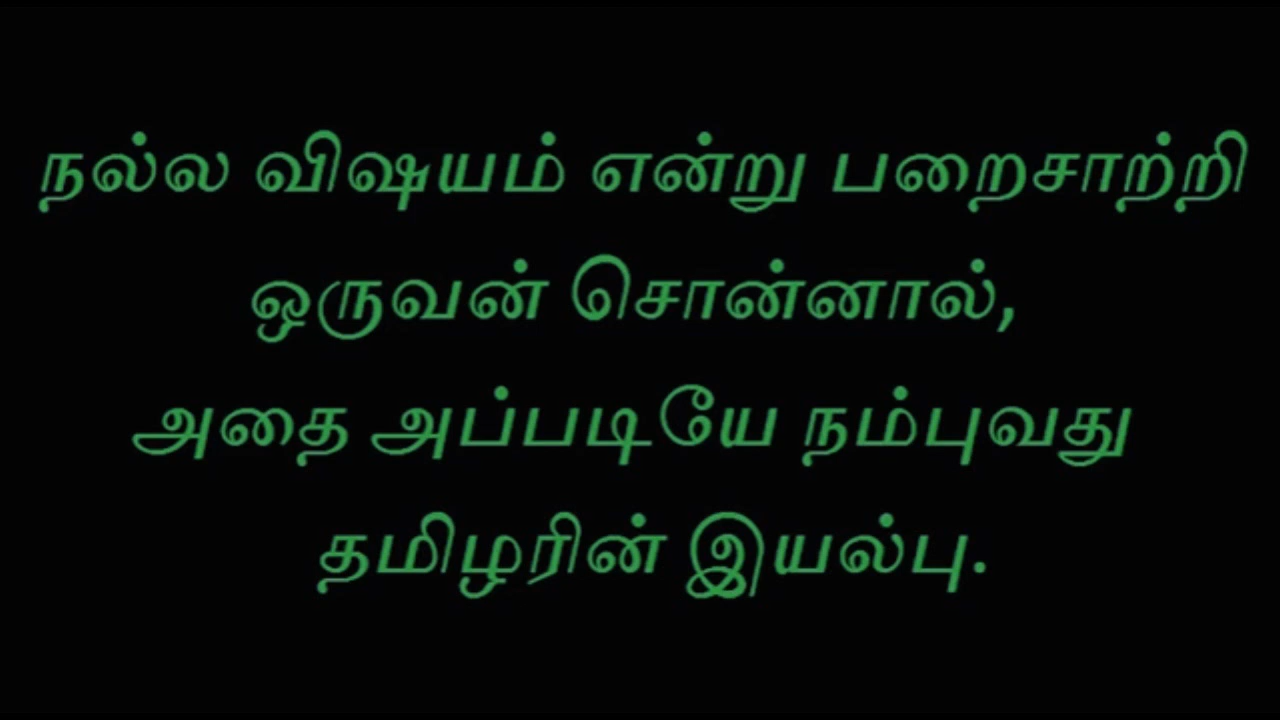 நல்ல விஷயம் என்று பறைசாற்றி
ஒருவன் சொன்னால்,
அதை அப்படியே நம்புவது
தமிழரின் இயல்பு.